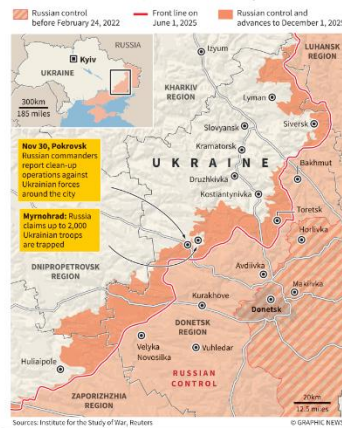 Russian control
before February 24, 2022
Front line on
June 1, 2025
Russian control and
advances to December 1, 2025
RUSSIA
Kyiv
UKRAINE
300km
185 miles
Izyum
LUHANSK
REGION
KHARKIV
REGION
Lyman
Slovyansk
Siversk
Kramatorsk
Nov 30, Pokrovsk
Russian commanders
report clean-up
operations against
Ukrainian forces
around the city
UKRAINE
Bakhmut
Druzhkivka
Kostiantynivka
Myrnohrad: Russia
claims up to 2,000
Ukrainian troops
are trapped
Toretsk
Horlivka
DNIPROPETROVSK
REGION
Avdiivka
Makiivka
Kurakhove
Donetsk
DONETSK
REGION
Velyka
Novosilka
Vuhledar
Huliaipole
RUSSIAN
CONTROL
ZAPORIZHZHIA
REGION
20km
12.5 miles
Sources: Institute for the Study of War, Reuters
© GRAPHIC NEWS